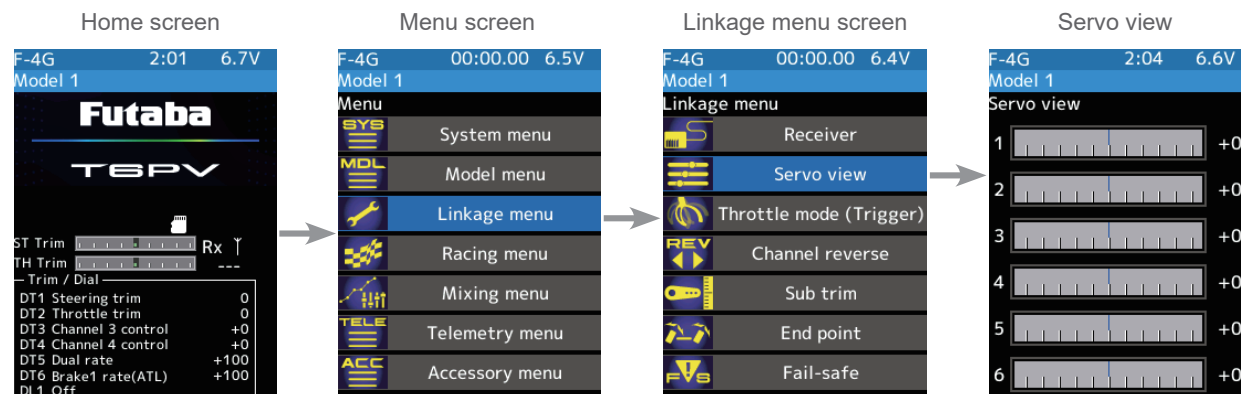 Home screen
F-4G 2:01 6.7V
Model 1
Futaba
T6PV
ST Trim Rx
TH Trim ---
Trim / Dial
DT1 Steering trim 0
DT2 Throttle trim 0
DT3 Channel 3 control +0
DT4 Channel 4 control +0
DT5 Dual rate +100
DT6 Brake1 rate(ATL) +100
DL1 Off
Menu screen
F-4G 00:00.00 6.5V
Model 1
Menu
SYS System menu
MDL Model menu
Linkage menu
Racing menu
Mixing menu
TELE Telemetry menu
ACC Accessory menu
Linkage menu screen
F-4G 00:00.00 6.4V
Model 1
Linkage menu
Receiver
Servo view
Throttle mode (Trigger)
REV Channel reverse
Sub trim
End point
F S Fail-safe
Servo view
F-4G 2:04 6.6V
Model 1
Servo view
1 +0
2 +0
3 +0
4 +0
5 +0
6 +0